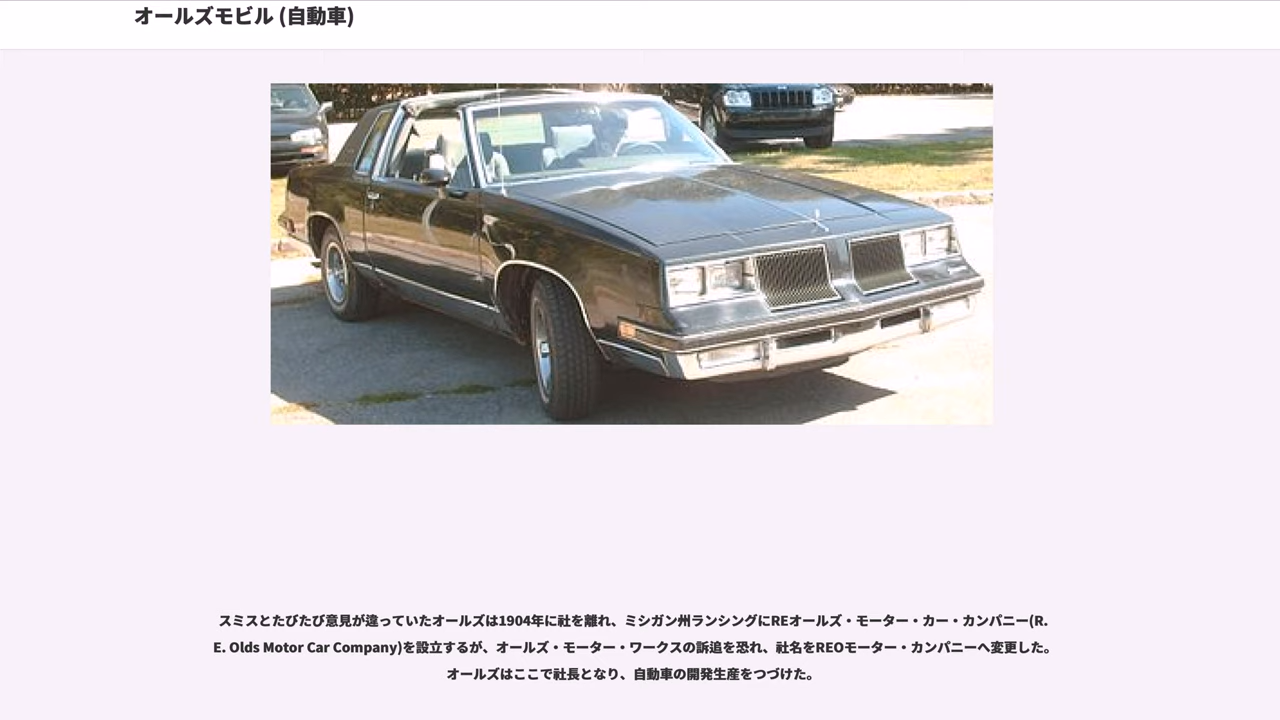 オールズモビル (自動車)
スミスとたびたび意見が違っていたオールズは1904年に社を離れ、ミシガン州ランシングにREオールズ・モーター・カー・カンパニー(R.
E. Olds Motor Car Company)を設立するが、オールズ・モーター・ワークスの訴追を恐れ、社名をREOモーター・カンパニーへ変更した。
オールズはここで社長となり、自動車の開発生産をつづけた。